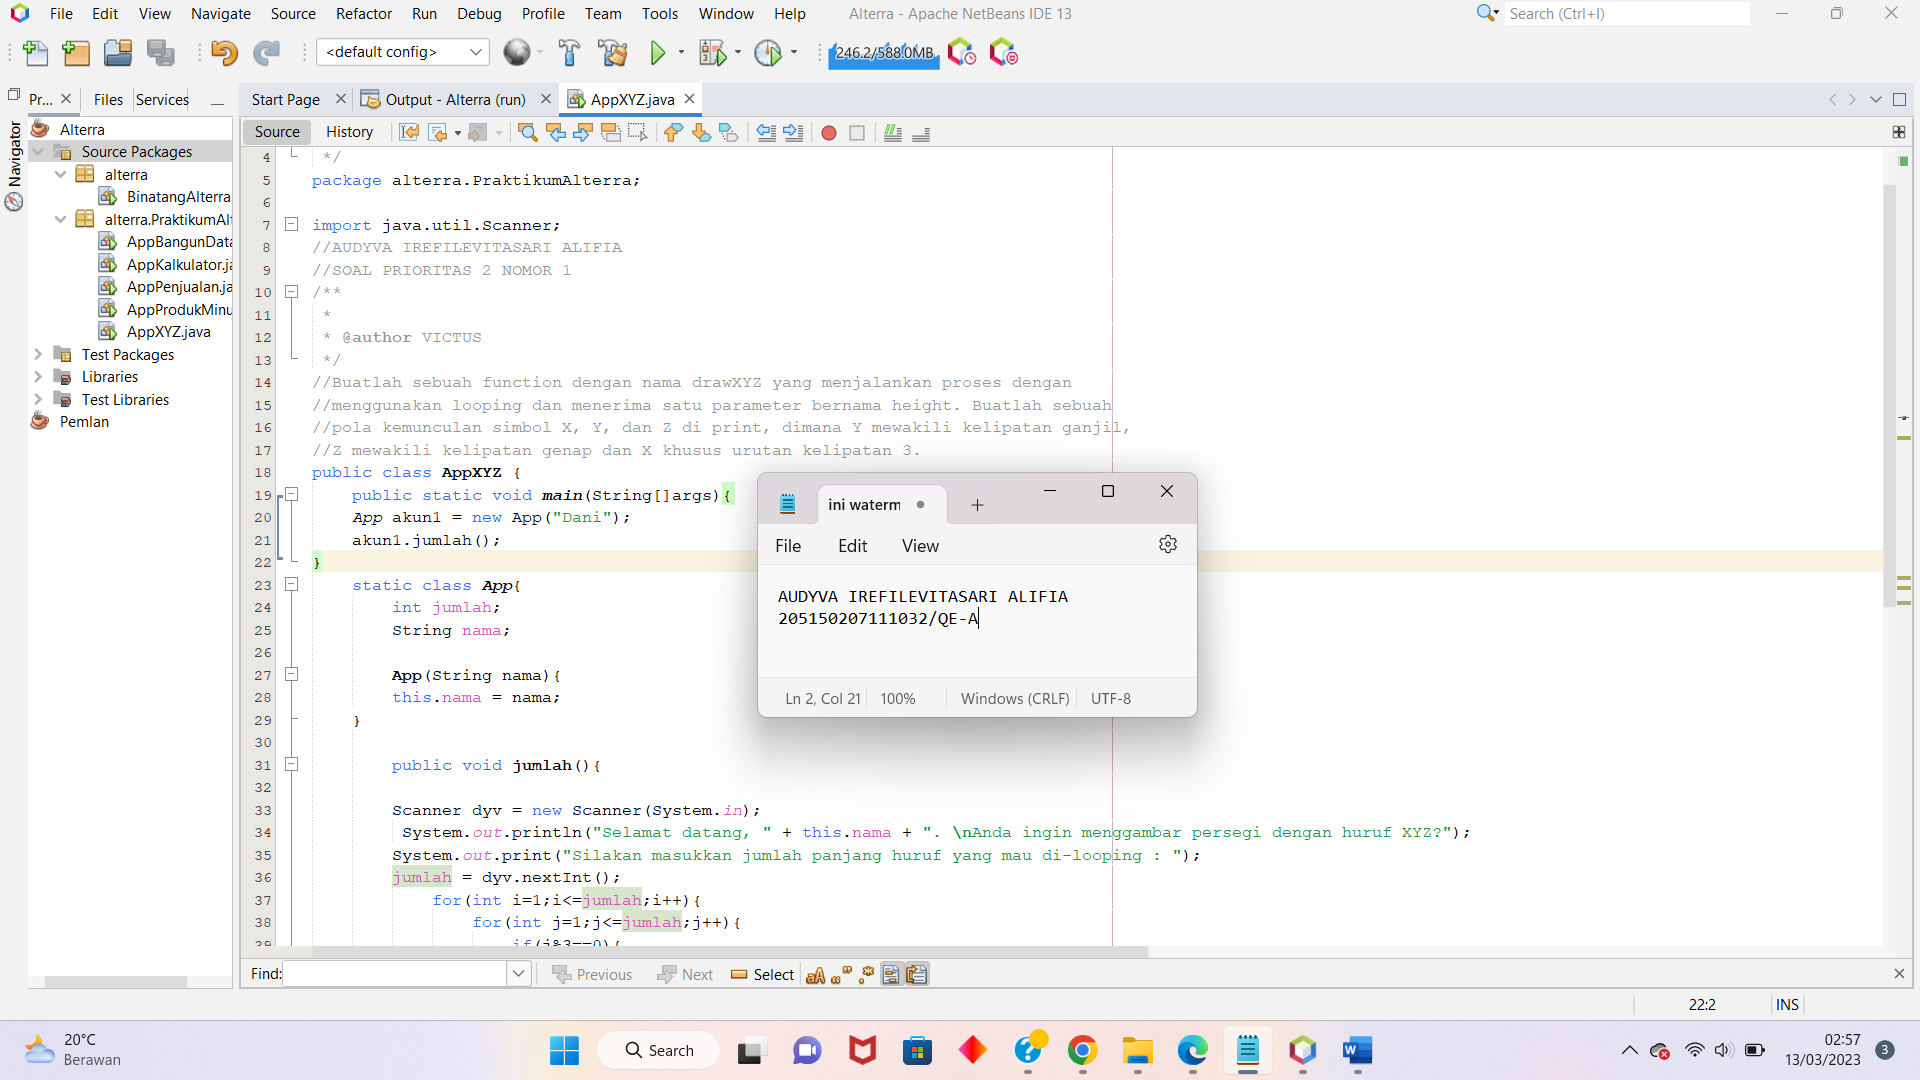 File Edit View Navigate Source Refactor Run Debug Profile Team Tools Window Help Alterra - Apache NetBeans IDE 13 Search (Ctrl+I)
<default config> 246.2/588.0MB
Pr... Files Services Start Page Output - Alterra (run) AppXYZ.java
Navigator
Source History
Alterra
Source Packages
alterra
BinatangAlterra
alterra.PraktikumAlt
AppBangunData
AppKalkulator.ja
AppPenjualan.ja
AppProdukMinu
AppXYZ.java
Test Packages
Libraries
Test Libraries
Pemlan
4 */
5 package alterra.PraktikumAlterra;
6
7 import java.util.Scanner;
8 //AUDYVA IREFILEVITASARI ALIFIA
9 //SOAL PRIORITAS 2 NOMOR 1
10 /**
11 *
12 * @author VICTUS
13 */
14 //Buatlah sebuah function dengan nama drawXYZ yang menjalankan proses dengan
15 //menggunakan looping dan menerima satu parameter bernama height. Buatlah sebuah
16 //pola kemunculan simbol X, Y, dan Z di print, dimana Y mewakili kelipatan ganjil,
17 //Z mewakili kelipatan genap dan X khusus urutan kelipatan 3.
18 public class AppXYZ {
19 public static void main(String[]args){
20 App akun1 = new App("Dani");
21 akun1.jumlah();
22 }
23 static class App{
24 int jumlah;
25 String nama;
26
27 App(String nama){
28 this.nama = nama;
29 }
30
31 public void jumlah(){
32
33 Scanner dyv = new Scanner(System.in);
34 System.out.println("Selamat datang, " + this.nama + ". \nAnda ingin menggambar persegi dengan huruf XYZ?");
35 System.out.print("Silakan masukkan jumlah panjang huruf yang mau di-looping : ");
36 jumlah = dyv.nextInt();
37 for(int i=1;i<=jumlah;i++){
38 for(int j=1;j<=jumlah;j++){
39 if(j%3==0){
ini waterm
File Edit View
AUDYVA IREFILEVITASARI ALIFIA
205150207111032/QE-A
Ln 2, Col 21 100% Windows (CRLF) UTF-8
Find: Previous Next Select
22:2 INS
20°C
Berawan
Search
02:57
13/03/2023
3